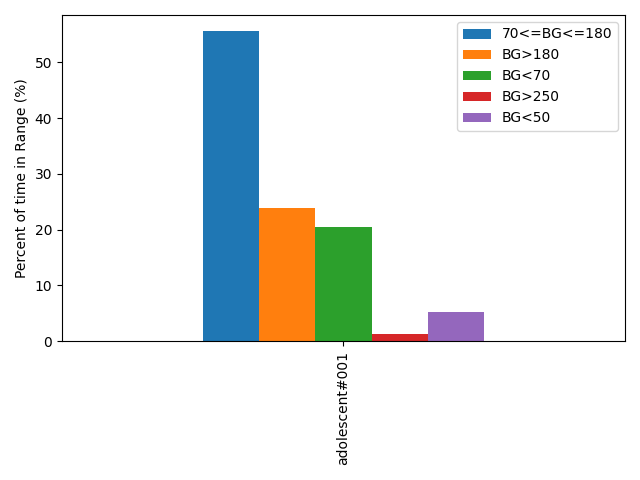 Percent of time in Range (%)
50
40
30
20
10
0
70<=BG<=180
BG>180
BG<70
BG>250
BG<50
adolescent#001